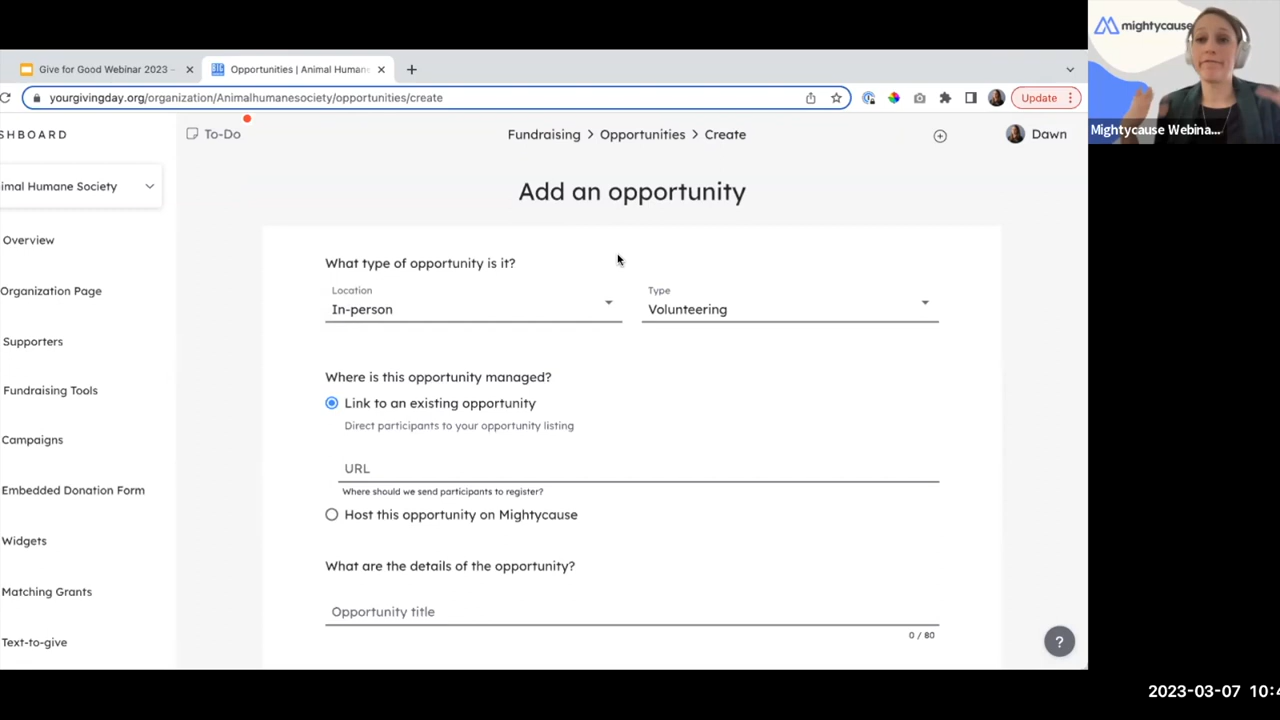 Give for Good Webinar 2023 -
Opportunities | Animal Humane
yourgivingday.org/organization/Animalhumanesociety/opportunities/create
Update
mightycause
Mightycause Webina...
SHBOARD
To-Do
Fundraising > Opportunities > Create
Dawn
imal Humane Society
Overview
Organization Page
Supporters
Fundraising Tools
Campaigns
Embedded Donation Form
Widgets
Matching Grants
Text-to-give
Add an opportunity
What type of opportunity is it?
Location
In-person
Type
Volunteering
Where is this opportunity managed?
Link to an existing opportunity
Direct participants to your opportunity listing
URL
Where should we send participants to register?
Host this opportunity on Mightycause
What are the details of the opportunity?
Opportunity title
0 / 80
?
2023-03-07 10:4